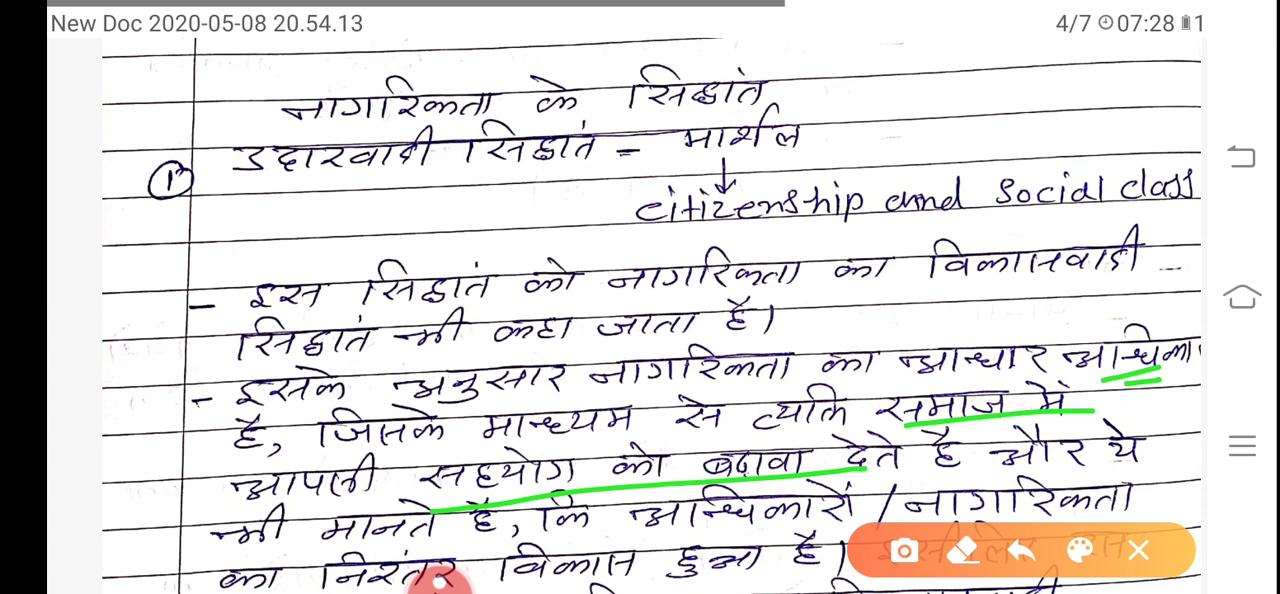 New Doc 2020-05-08 20.54.13
4/7 07:28 1
नागरिकता के सिद्धांत
① उदारवादी सिद्धांत - मार्शल
citizenship and social class
- इस सिद्धांत को नागरिकता का विकासवादी
सिद्धांत भी कहा जाता है।
- इसके अनुसार नागरिकता का आधार अधिका
है, जिसके माध्यम से व्यक्ति समाज में
आपसी सहयोग को बढ़ावा देते है और ये
भी मानते है, कि अधिकारों / नागरिकता
का निरंतर विकास हुआ है।